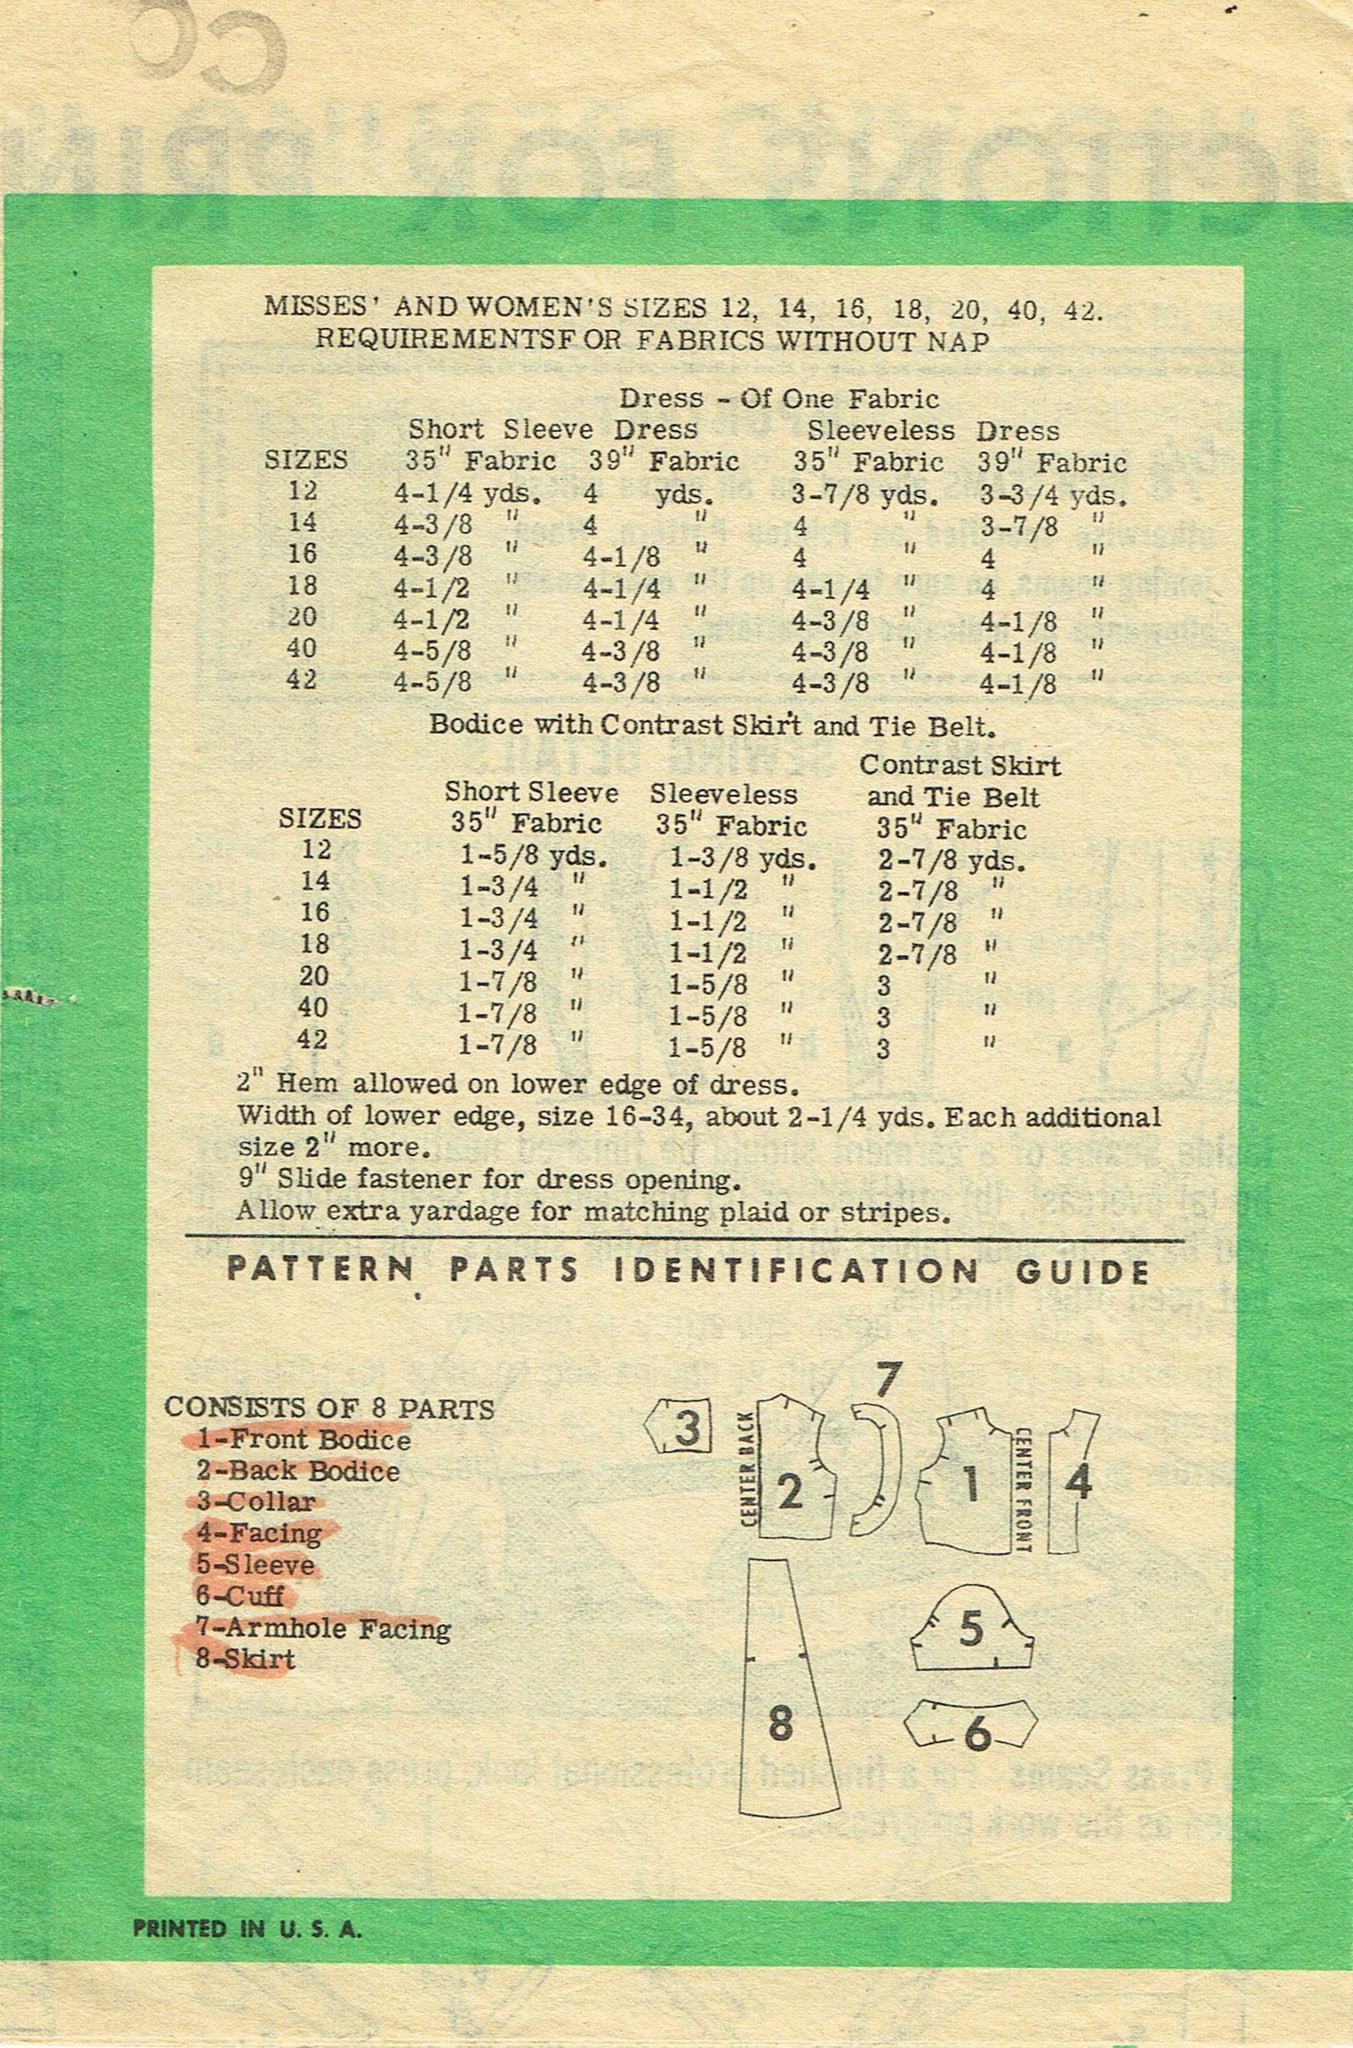 MISSES' AND WOMEN'S SIZES 12, 14, 16, 18, 20, 40, 42.
REQUIREMENTSFOR FABRICS WITHOUT NAP
Dress - Of One Fabric
Short Sleeve Dress Sleeveless Dress
SIZES 35" Fabric 39" Fabric 35" Fabric 39" Fabric
12 4-1/4 yds. 4 yds. 3-7/8 yds. 3-3/4 yds.
14 4-3/8 " 4 " 4 " 3-7/8 "
16 4-3/8 " 4-1/8 " 4 " 4 "
18 4-1/2 " 4-1/4 " 4-1/4 " 4 "
20 4-1/2 " 4-1/4 " 4-3/8 " 4-1/8 "
40 4-5/8 " 4-3/8 " 4-3/8 " 4-1/8 "
42 4-5/8 " 4-3/8 " 4-3/8 " 4-1/8 "
Bodice with Contrast Skirt and Tie Belt.
Contrast Skirt
Short Sleeve Sleeveless and Tie Belt
SIZES 35" Fabric 35" Fabric 35" Fabric
12 1-5/8 yds. 1-3/8 yds. 2-7/8 yds.
14 1-3/4 " 1-1/2 " 2-7/8 "
16 1-3/4 " 1-1/2 " 2-7/8 "
18 1-3/4 " 1-1/2 " 2-7/8 "
20 1-7/8 " 1-5/8 " 3 "
40 1-7/8 " 1-5/8 " 3 "
42 1-7/8 " 1-5/8 " 3 "
2" Hem allowed on lower edge of dress.
Width of lower edge, size 16-34, about 2-1/4 yds. Each additional
size 2" more.
9" Slide fastener for dress opening.
Allow extra yardage for matching plaid or stripes.
PATTERN PARTS IDENTIFICATION GUIDE
CONSISTS OF 8 PARTS
1-Front Bodice
2-Back Bodice
3-Collar
4-Facing
5-Sleeve
6-Cuff
7-Armhole Facing
8-Skirt
7
3
CENTER BACK
2
1
CENTER FRONT
4
5
8
6
PRINTED IN U. S. A.